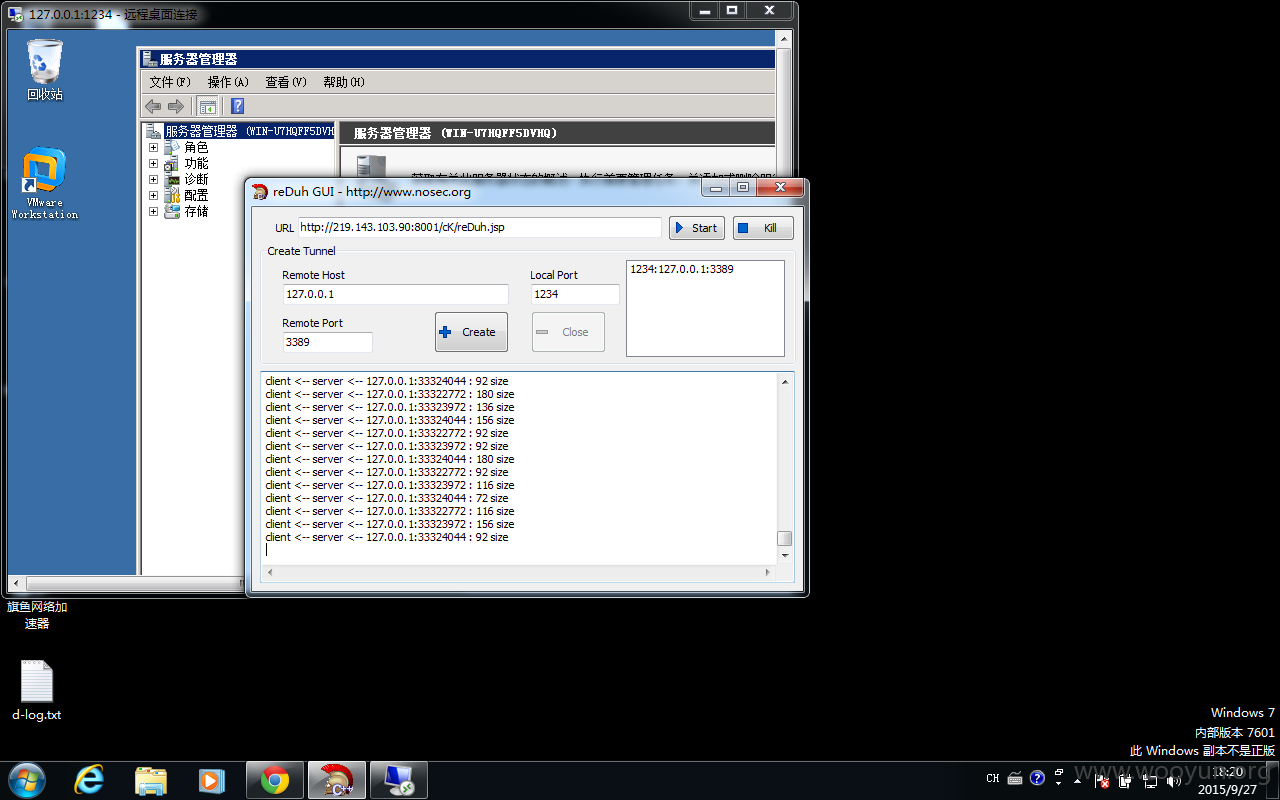 127.0.0.1:1234 - 远程桌面连接
回收站
VMware
Workstation
服务器管理器
文件(F) 操作(A) 查看(V) 帮助(H)
服务器管理器 (WIN-U7HQFF5DVH
角色
功能
诊断
配置
存储
服务器管理器 (WIN-U7HQFF5DVHQ)
reDuh GUI - http://www.nosec.org
URL http://219.143.103.90:8001/cK/reDuh.jsp Start Kill
Create Tunnel
Remote Host
127.0.0.1
Local Port
1234
Remote Port
3389
Create Close
1234:127.0.0.1:3389
client <-- server <-- 127.0.0.1:33324044 : 92 size
client <-- server <-- 127.0.0.1:33322772 : 180 size
client <-- server <-- 127.0.0.1:33323972 : 136 size
client <-- server <-- 127.0.0.1:33324044 : 156 size
client <-- server <-- 127.0.0.1:33322772 : 92 size
client <-- server <-- 127.0.0.1:33323972 : 92 size
client <-- server <-- 127.0.0.1:33324044 : 180 size
client <-- server <-- 127.0.0.1:33322772 : 92 size
client <-- server <-- 127.0.0.1:33323972 : 116 size
client <-- server <-- 127.0.0.1:33324044 : 72 size
client <-- server <-- 127.0.0.1:33322772 : 116 size
client <-- server <-- 127.0.0.1:33323972 : 156 size
client <-- server <-- 127.0.0.1:33324044 : 92 size
旗鱼网络加
速器
d-log.txt
Windows 7
内部版本 7601
此 Windows 副本不是正版
www.wooyun.org
C++
CH
18:20
2015/9/27